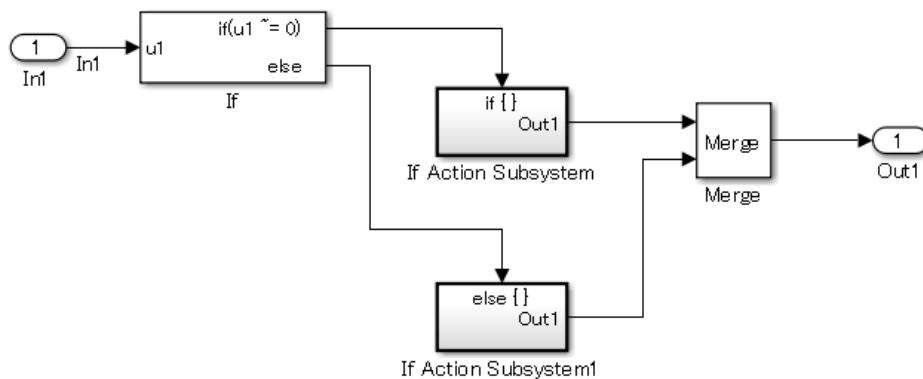 1
In1
In1
u1
if(u1 ~= 0)
else
If
if { }
Out1
If Action Subsystem
else { }
Out1
If Action Subsystem1
Merge
Merge
1
Out1